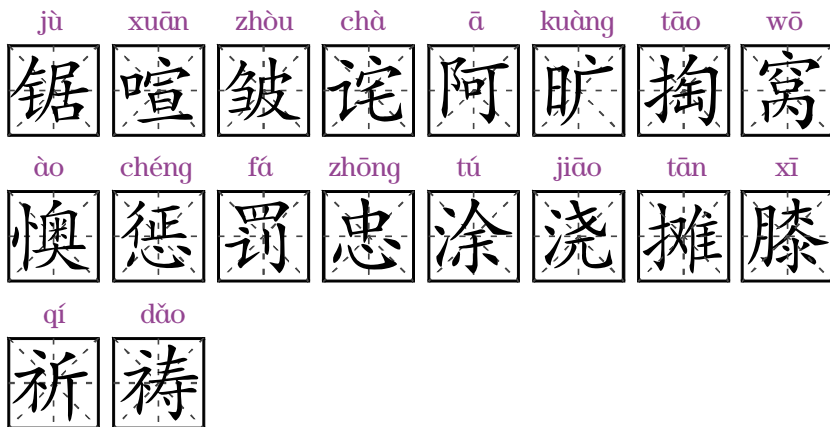 jù xuān zhòu chà ā kuàng tāo wō
锯 喧 皱 诧 阿 旷 掏 窝
ào chéng fá zhōng tú jiāo tān xī
懊 惩 罚 忠 涂 浇 摊 膝
qí dǎo
祈 祷